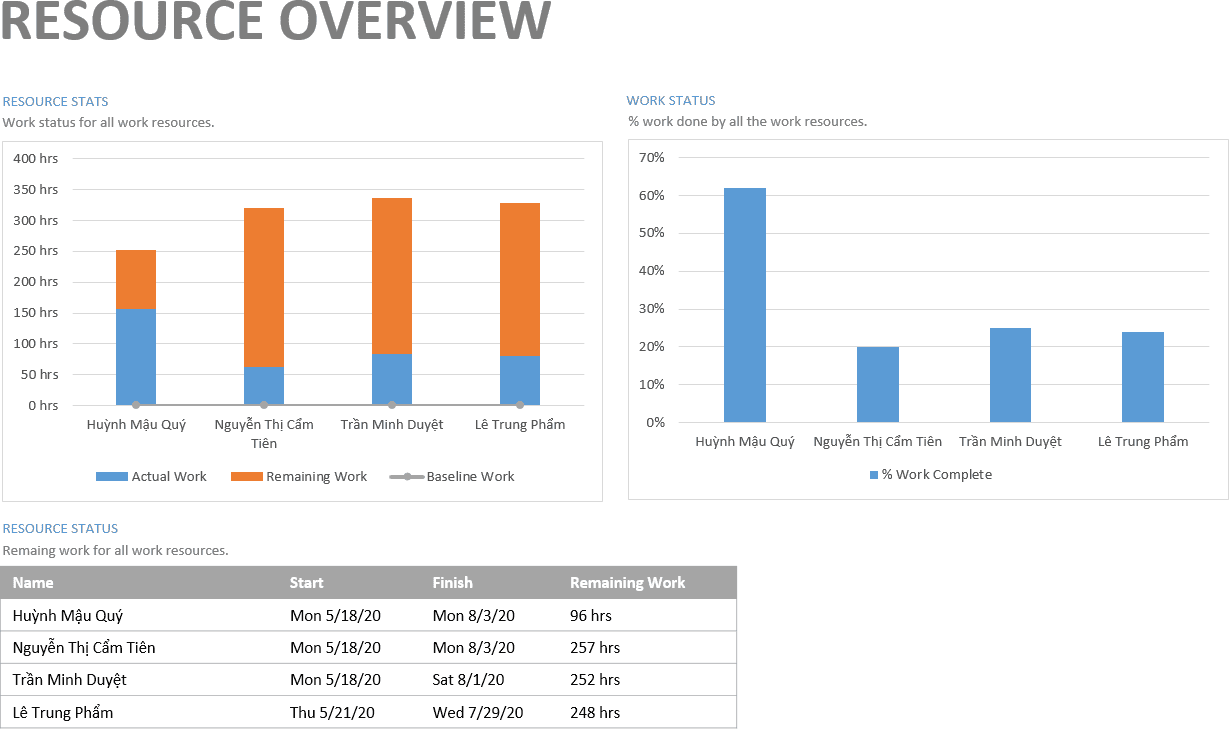 RESOURCE OVERVIEW
RESOURCE STATS
Work status for all work resources.
400 hrs
350 hrs
300 hrs
250 hrs
200 hrs
150 hrs
100 hrs
50 hrs
0 hrs
Huỳnh Mậu Quý Nguyễn Thị Cẩm Trần Minh Duyệt Lê Trung Phẩm
Tiên
Actual Work Remaining Work Baseline Work
WORK STATUS
% work done by all the work resources.
70%
60%
50%
40%
30%
20%
10%
0%
Huỳnh Mậu Quý Nguyễn Thị Cẩm Tiên Trần Minh Duyệt Lê Trung Phẩm
% Work Complete
RESOURCE STATUS
Remaing work for all work resources.
Name Start Finish Remaining Work
Huỳnh Mậu Quý Mon 5/18/20 Mon 8/3/20 96 hrs
Nguyễn Thị Cẩm Tiên Mon 5/18/20 Mon 8/3/20 257 hrs
Trần Minh Duyệt Mon 5/18/20 Sat 8/1/20 252 hrs
Lê Trung Phẩm Thu 5/21/20 Wed 7/29/20 248 hrs